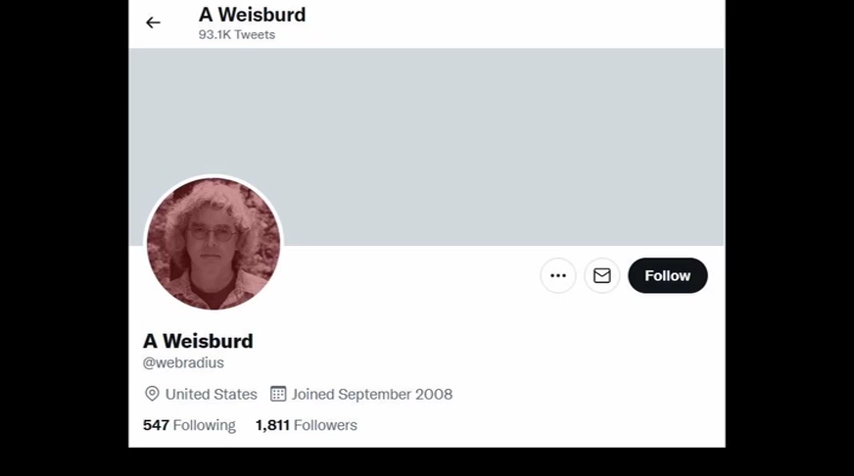 A Weisburd
93.1K Tweets
Follow
A Weisburd
@webradius
United States Joined September 2008
547 Following 1,811 Followers